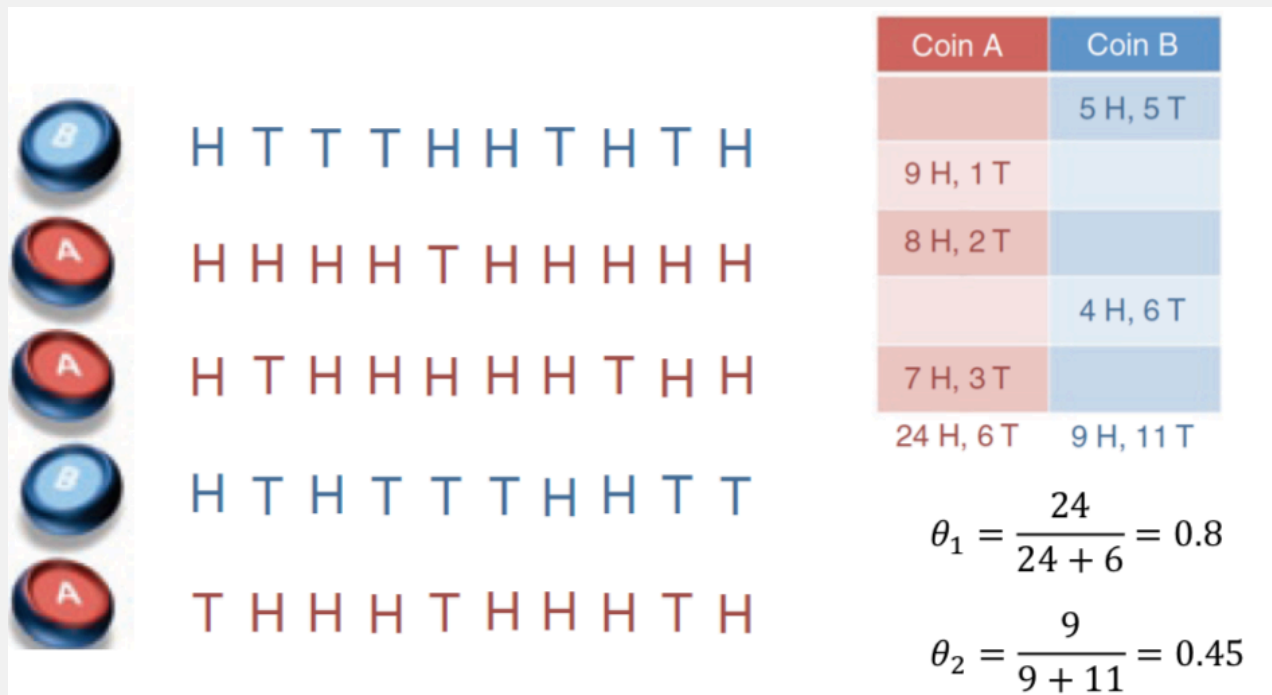 B H T T T H H T H T H
A H H H H T H H H H H
A H T H H H H H T H H
B H T H T T T H H T T
A T H H H T H H H T H
Coin A Coin B
5 H, 5 T
9 H, 1 T
8 H, 2 T
4 H, 6 T
7 H, 3 T
24 H, 6 T 9 H, 11 T
θ₁ = 24 / (24 + 6) = 0.8
θ₂ = 9 / (9 + 11) = 0.45